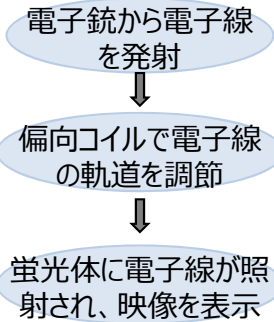 電子銃から電子線
を発射
偏向コイルで電子線
の軌道を調節
蛍光体に電子線が照
射され、映像を表示